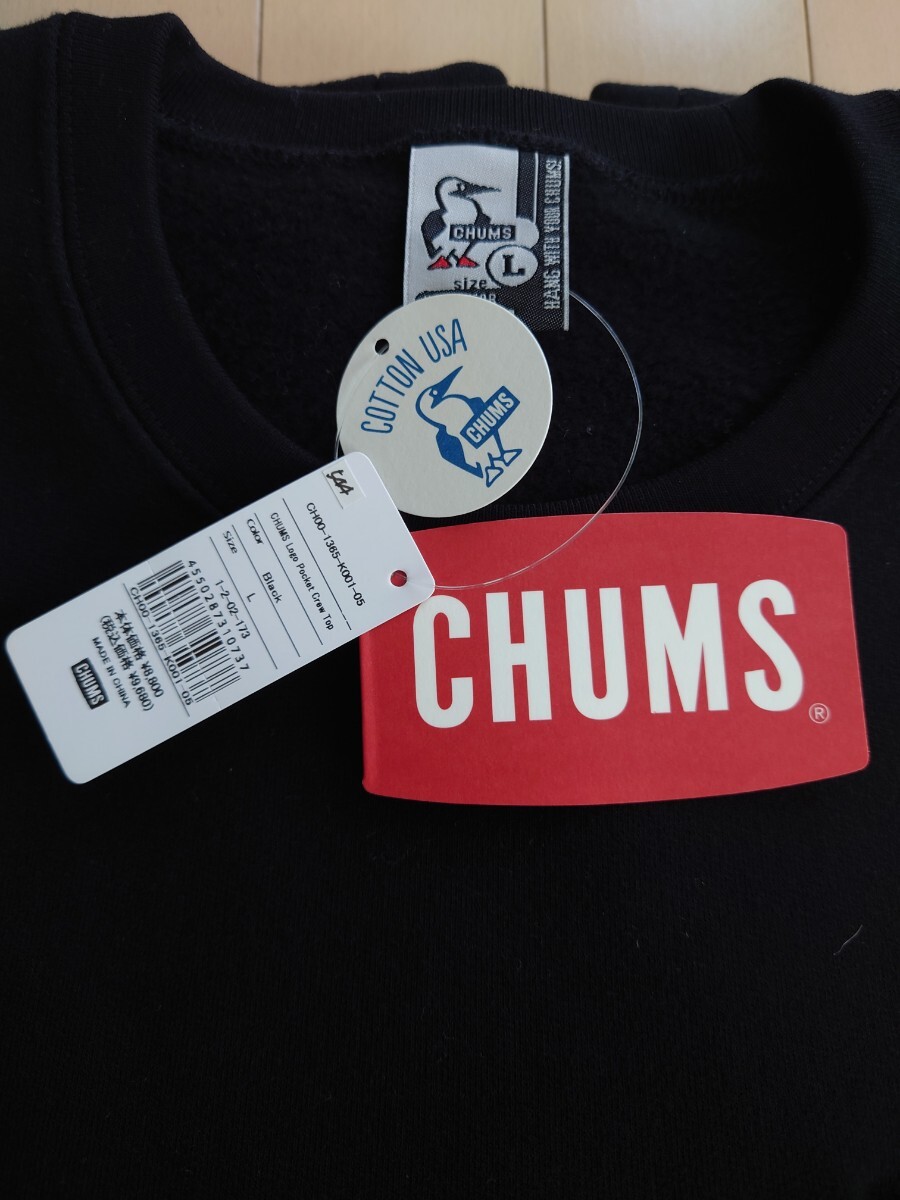 CHUMS
L
size
HANG WITH YOUR CHUMS!
COTTON USA
CHUMS
CHUMS
®
CH00-1365-K001-05
CHUMS Logo Pocket Crew Top
Color Black
Size L
1-2-02-173
4550287310737
CH00-1365-K001-05
本体価格 ¥8,800
(税込価格 ¥9,680)
MADE IN CHINA
CHUMS